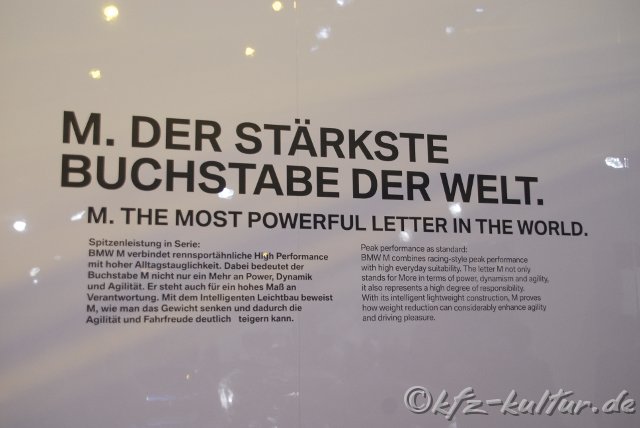 M. DER STÄRKSTE
BUCHSTABE DER WELT.
M. THE MOST POWERFUL LETTER IN THE WORLD.
Spitzenleistung in Serie:
BMW M verbindet rennsportähnliche High Performance
mit hoher Alltagstauglichkeit. Dabei bedeutet der
Buchstabe M nicht nur ein Mehr an Power, Dynamik
und Agilität. Er steht auch für ein hohes Maß an
Verantwortung. Mit dem Intelligenten Leichtbau beweist
M, wie man das Gewicht senken und dadurch die
Agilität und Fahrfreude deutlich teigern kann.
Peak performance as standard:
BMW M combines racing-style peak performance
with high everyday suitability. The letter M not only
stands for More in terms of power, dynamism and agility,
it also represents a high degree of responsibility.
With its intelligent lightweight construction, M proves
how weight reduction can considerably enhance agility
and driving pleasure.
©kfz-kultur.de